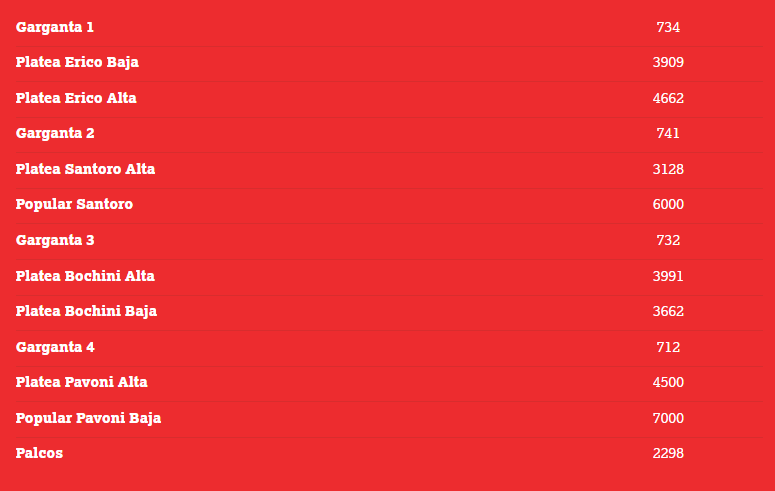 Garganta 1 734
Platea Erico Baja 3909
Platea Erico Alta 4662
Garganta 2 741
Platea Santoro Alta 3128
Popular Santoro 6000
Garganta 3 732
Platea Bochini Alta 3991
Platea Bochini Baja 3662
Garganta 4 712
Platea Pavoni Alta 4500
Popular Pavoni Baja 7000
Palcos 2298